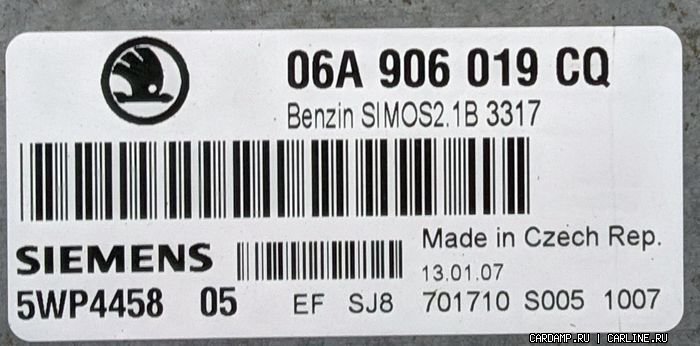 06A 906 019 CQ
Benzin SIMOS2.1B 3317
SIEMENS
Made in Czech Rep.
13.01.07
5WP4458 05 EF SJ8 701710 S005 1007
CARDAMP.RU | CARLINE.RU